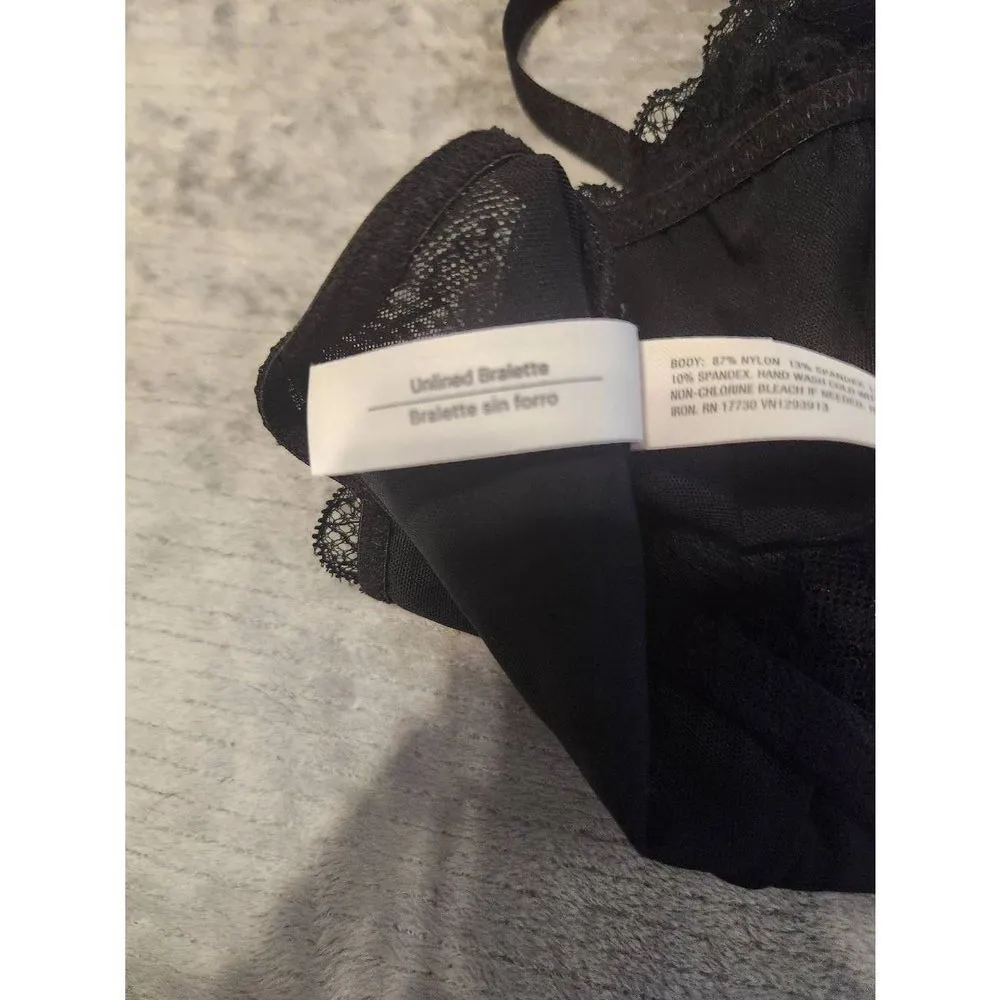 Unlined Bralette
Bralette sin forro
BODY: 87% NYLON 13% SPANDEX.
10% SPANDEX. HAND WASH COLD
NON-CHLORINE BLEACH IF NEEDED.
IRON. RN 17730 VN1293913